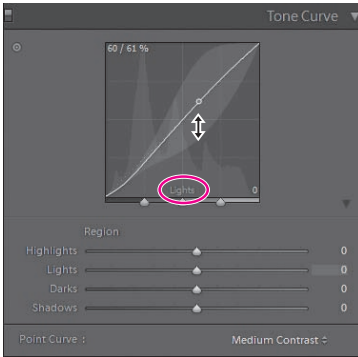 Tone Curve
60 / 61 %
Lights 0
Region
Highlights 0
Lights 0
Darks 0
Shadows 0
Point Curve : Medium Contrast